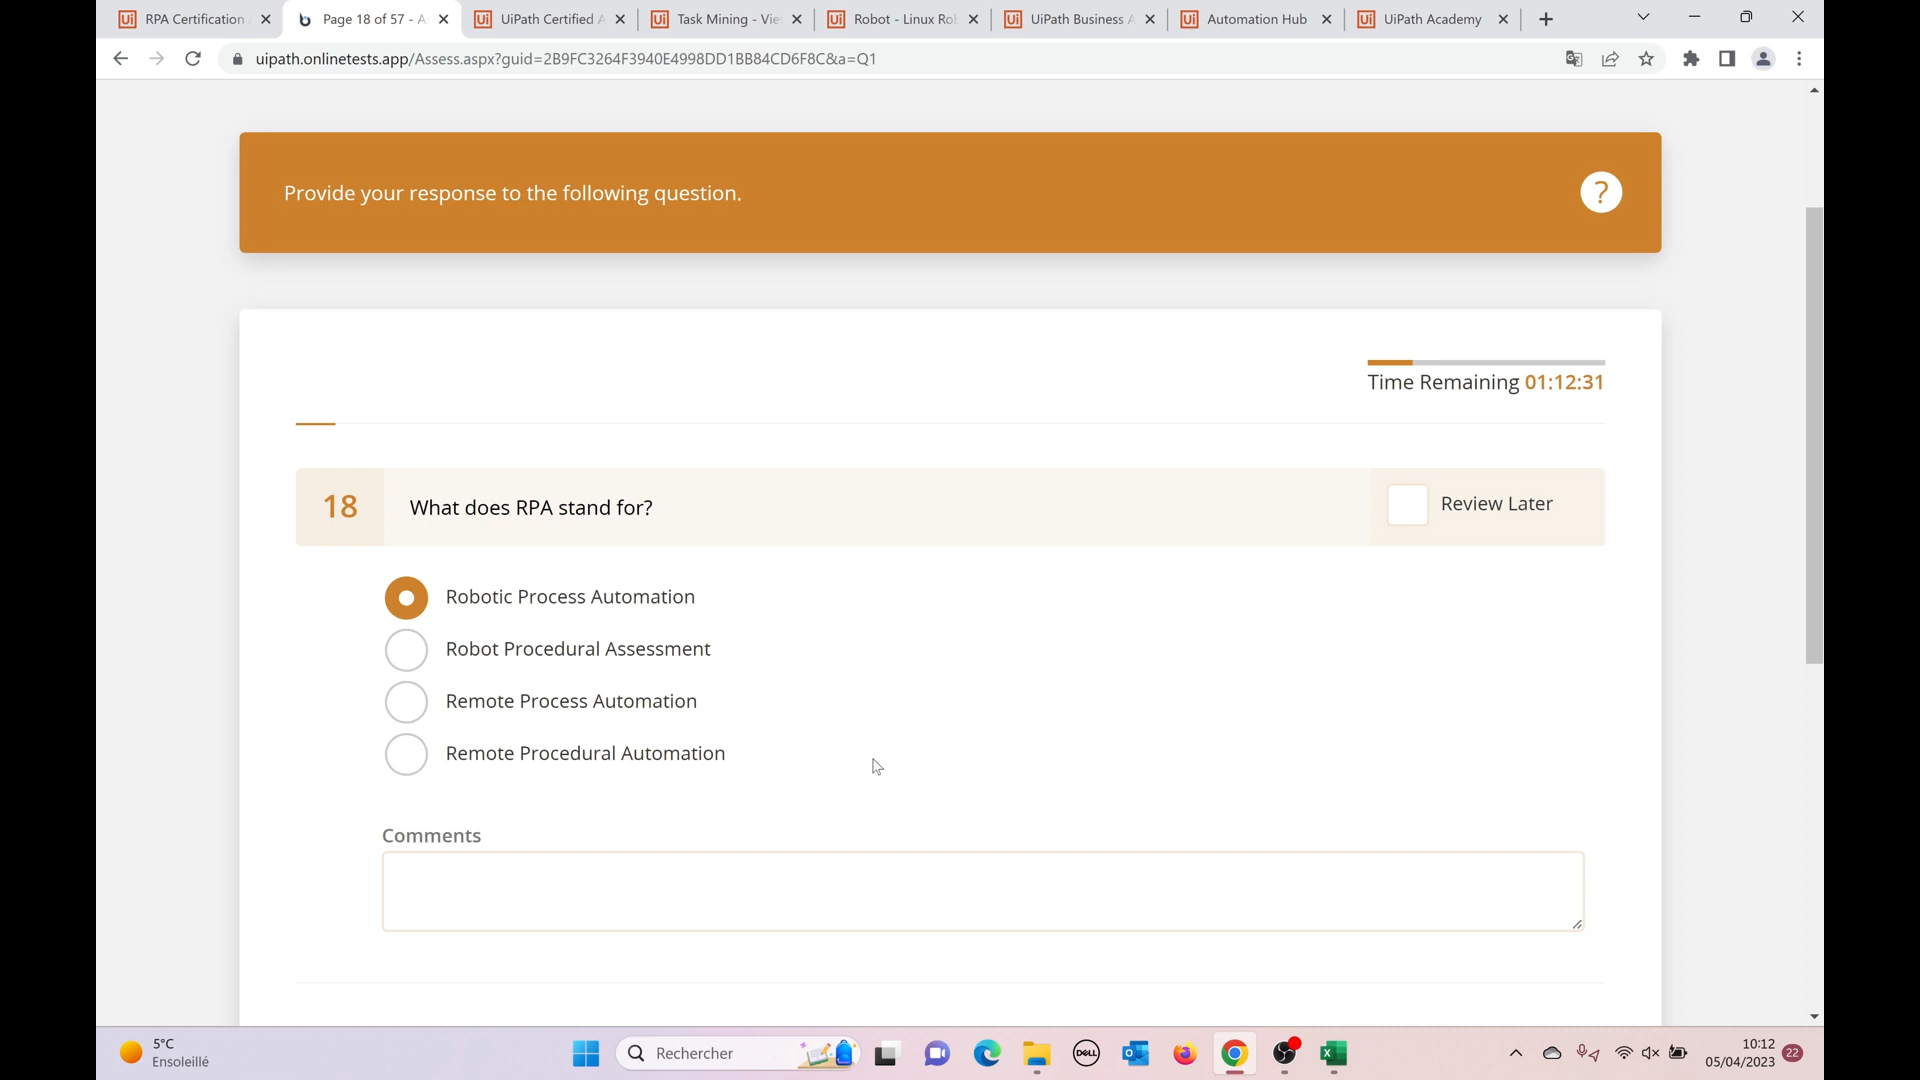 RPA Certification
Page 18 of 57 - A
UiPath Certified A
Task Mining - Vie
Robot - Linux Rob
UiPath Business A
Automation Hub
UiPath Academy
uipath.onlinetests.app/Assess.aspx?guid=2B9FC3264F3940E4998DD1BB84CD6F8C&a=Q1
Provide your response to the following question.
?
Time Remaining 01:12:31
18
What does RPA stand for?
Review Later
Robotic Process Automation
Robot Procedural Assessment
Remote Process Automation
Remote Procedural Automation
Comments
5°C
Ensoleillé
Rechercher
10:12
05/04/2023
22